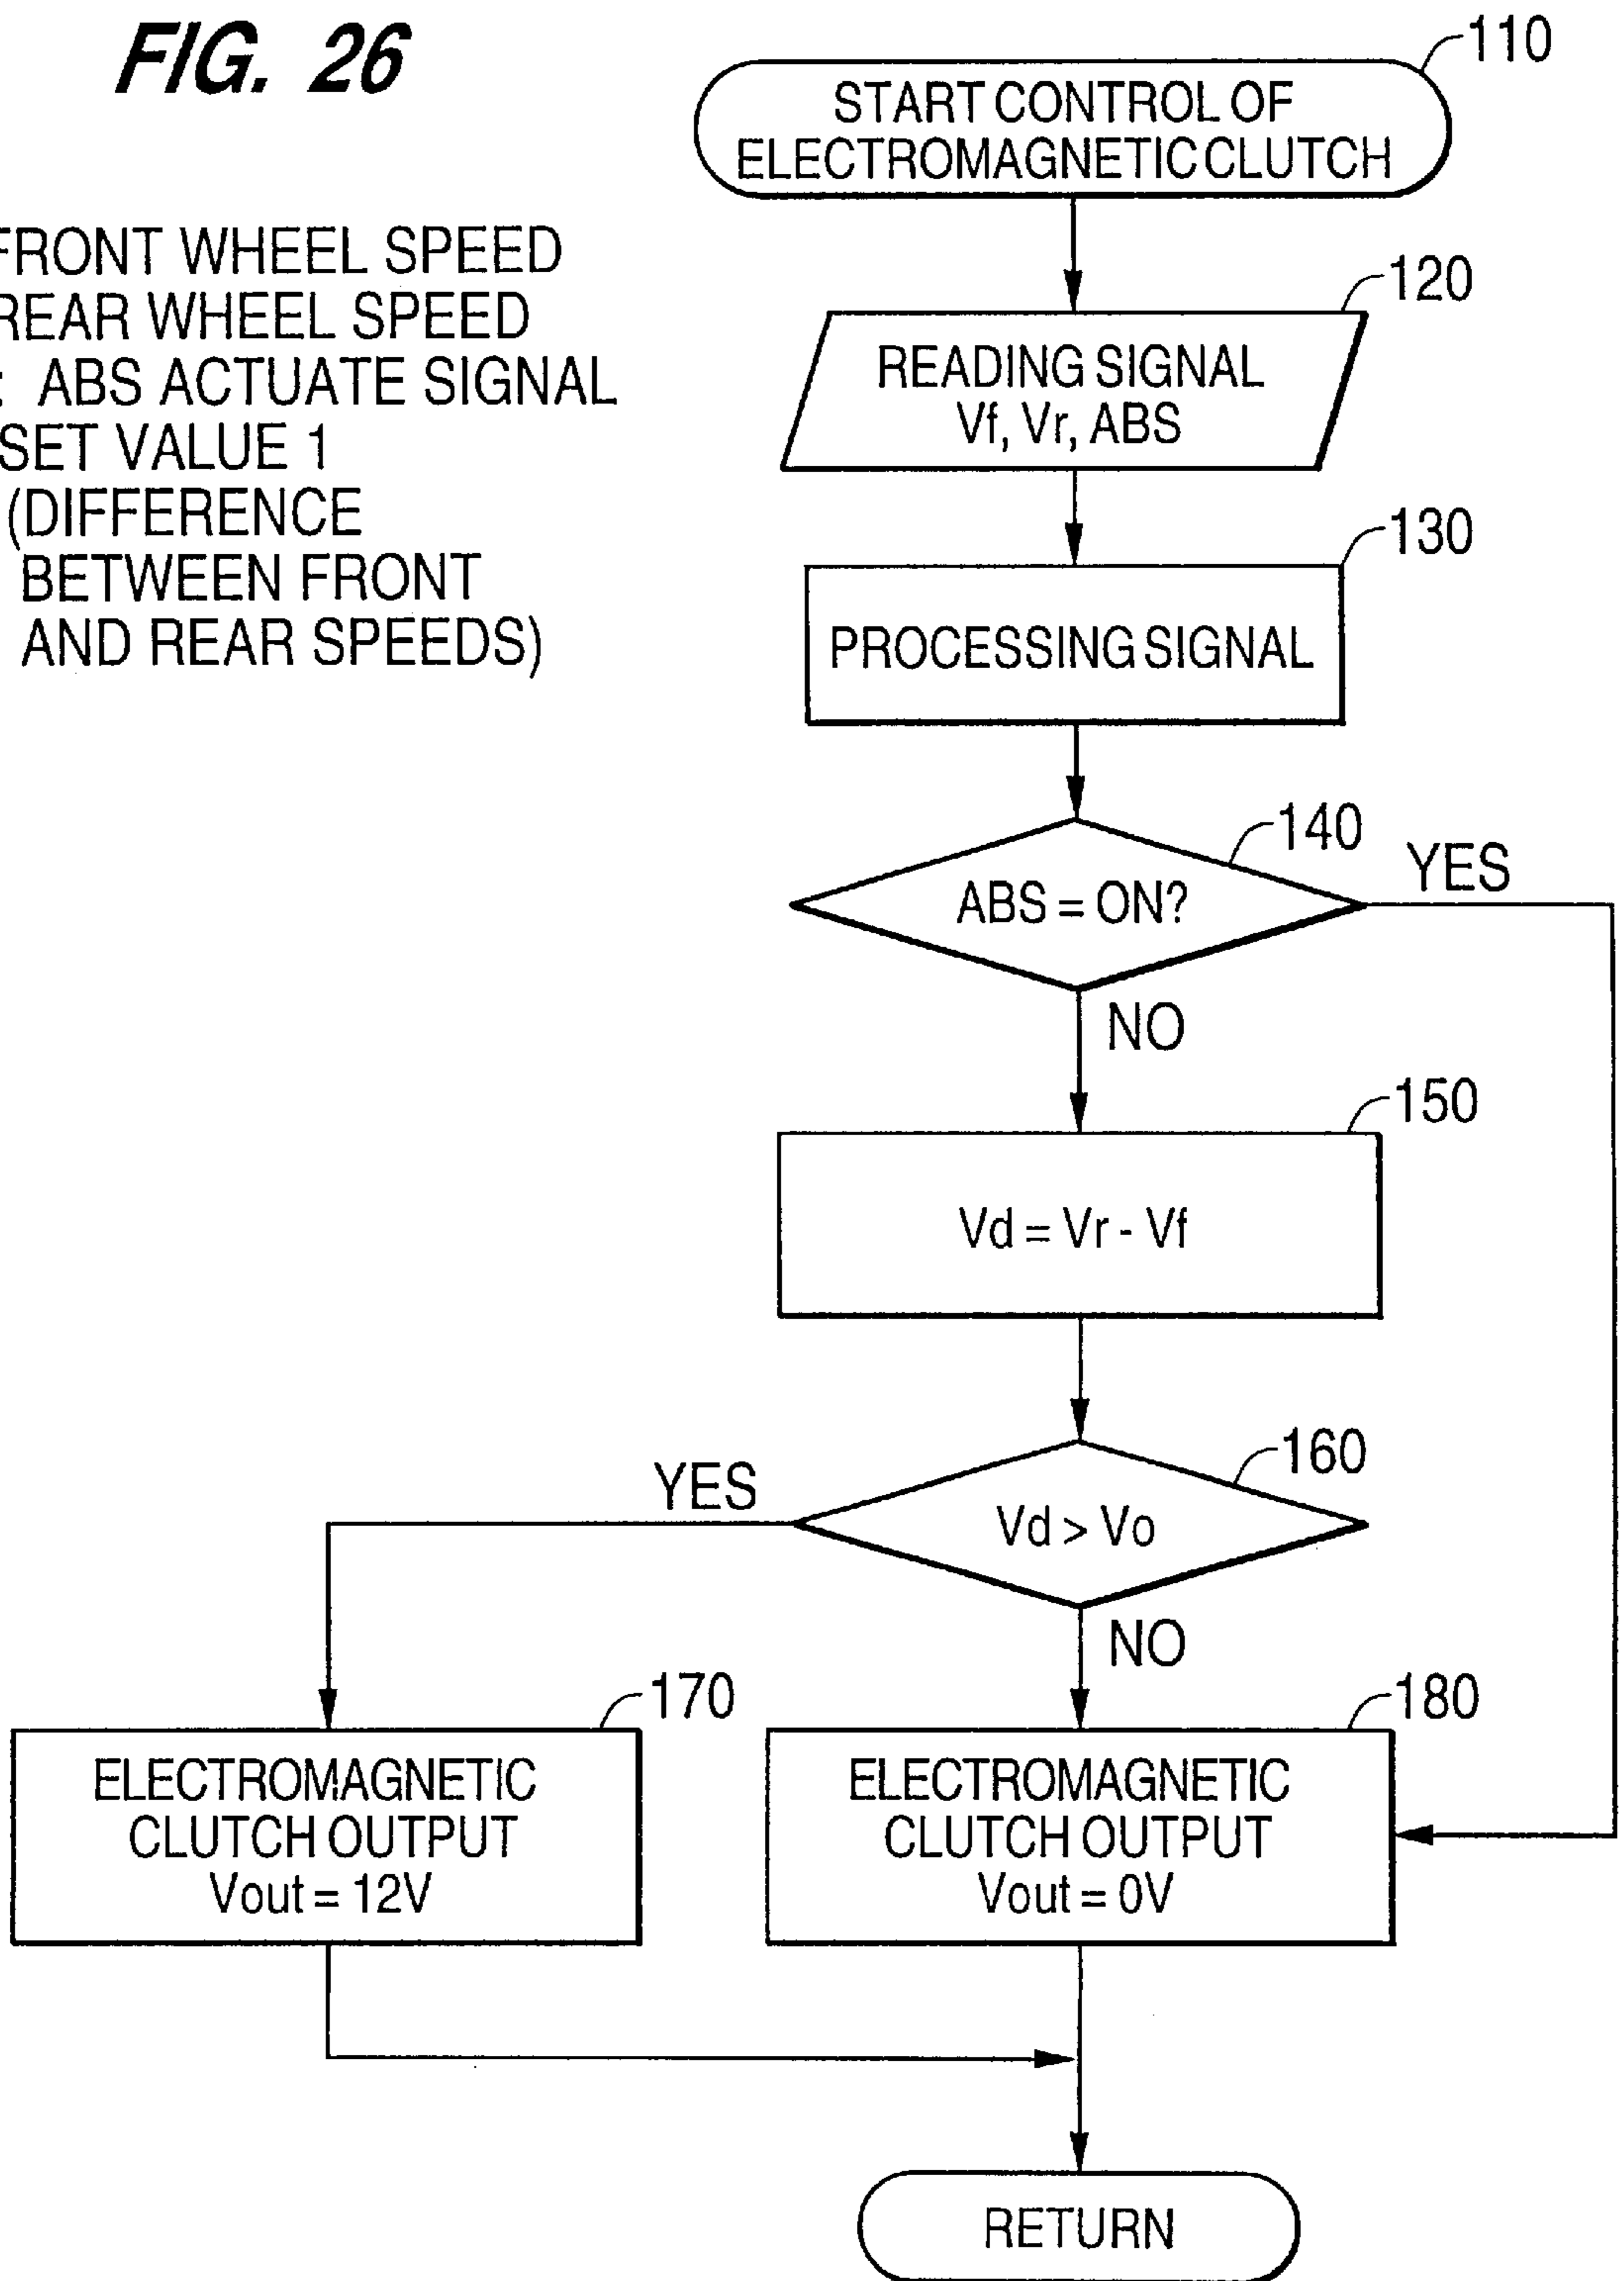 FIG. 26
FRONT WHEEL SPEED
REAR WHEEL SPEED
: ABS ACTUATE SIGNAL
SET VALUE 1
(DIFFERENCE
BETWEEN FRONT
AND REAR SPEEDS)
110
START CONTROL OF
ELECTROMAGNETIC CLUTCH
120
READING SIGNAL
Vf, Vr, ABS
130
PROCESSING SIGNAL
140
ABS = ON?
YES
NO
150
Vd = Vr - Vf
160
Vd > Vo
YES
NO
170
ELECTROMAGNETIC
CLUTCH OUTPUT
Vout = 12V
180
ELECTROMAGNETIC
CLUTCH OUTPUT
Vout = 0V
RETURN